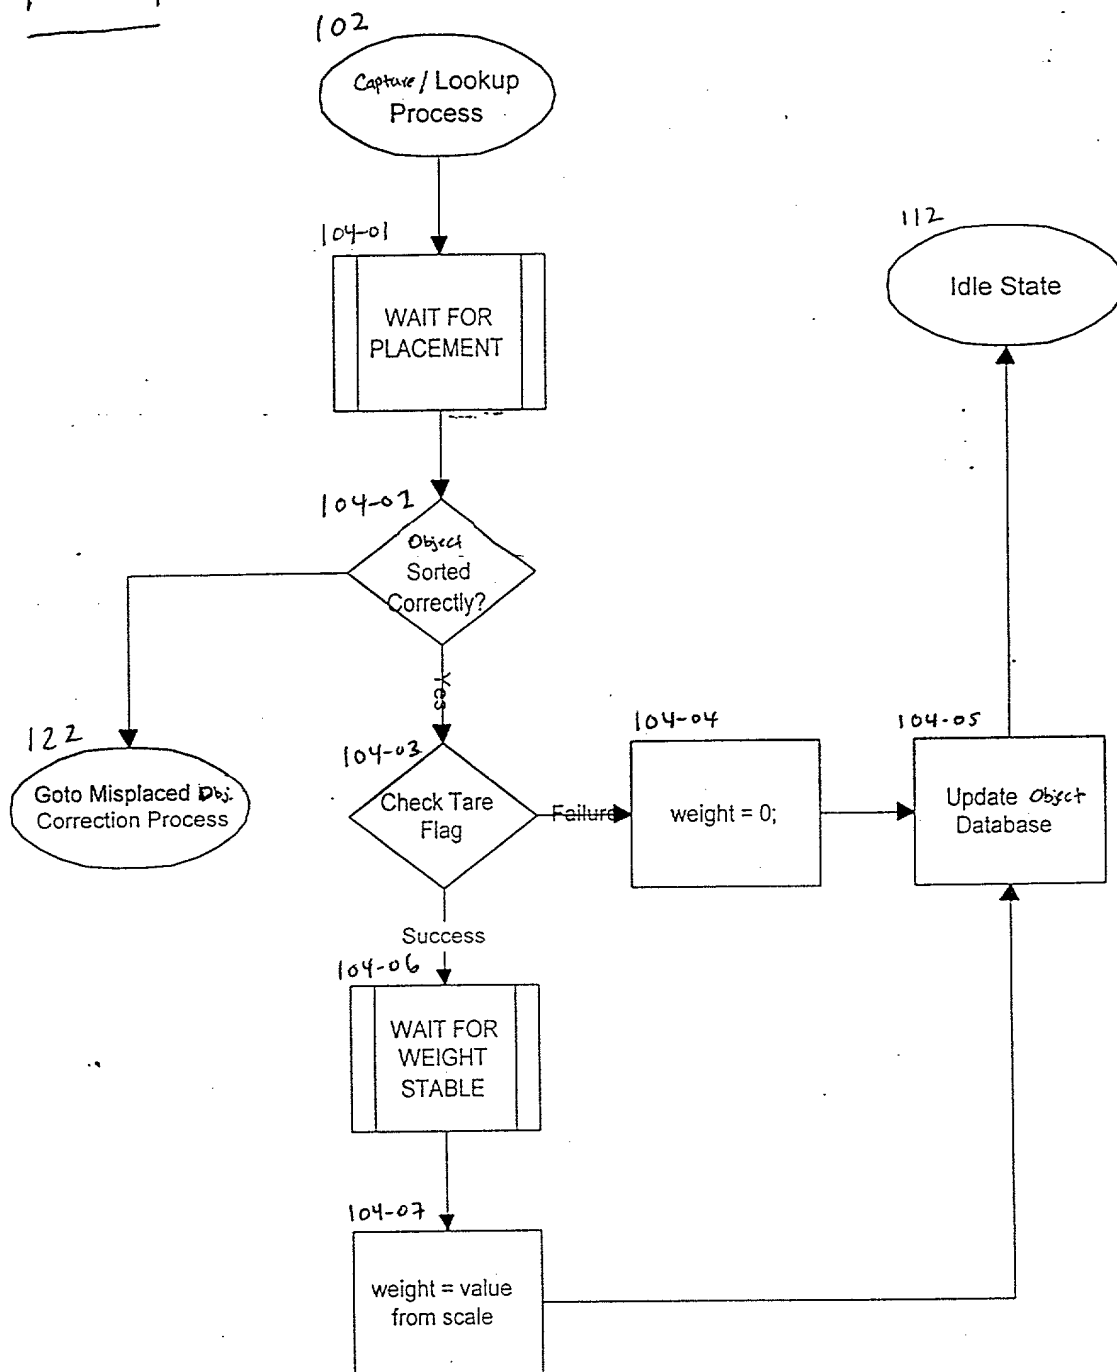 102
Capture / Lookup
Process
104-01
WAIT FOR
PLACEMENT
112
Idle State
104-02
Object
Sorted
Correctly?
Yes
122
Goto Misplaced Obj.
Correction Process
104-03
Check Tare
Flag
Failure
104-04
weight = 0;
104-05
Update Object
Database
Success
104-06
WAIT FOR
WEIGHT
STABLE
104-07
weight = value
from scale